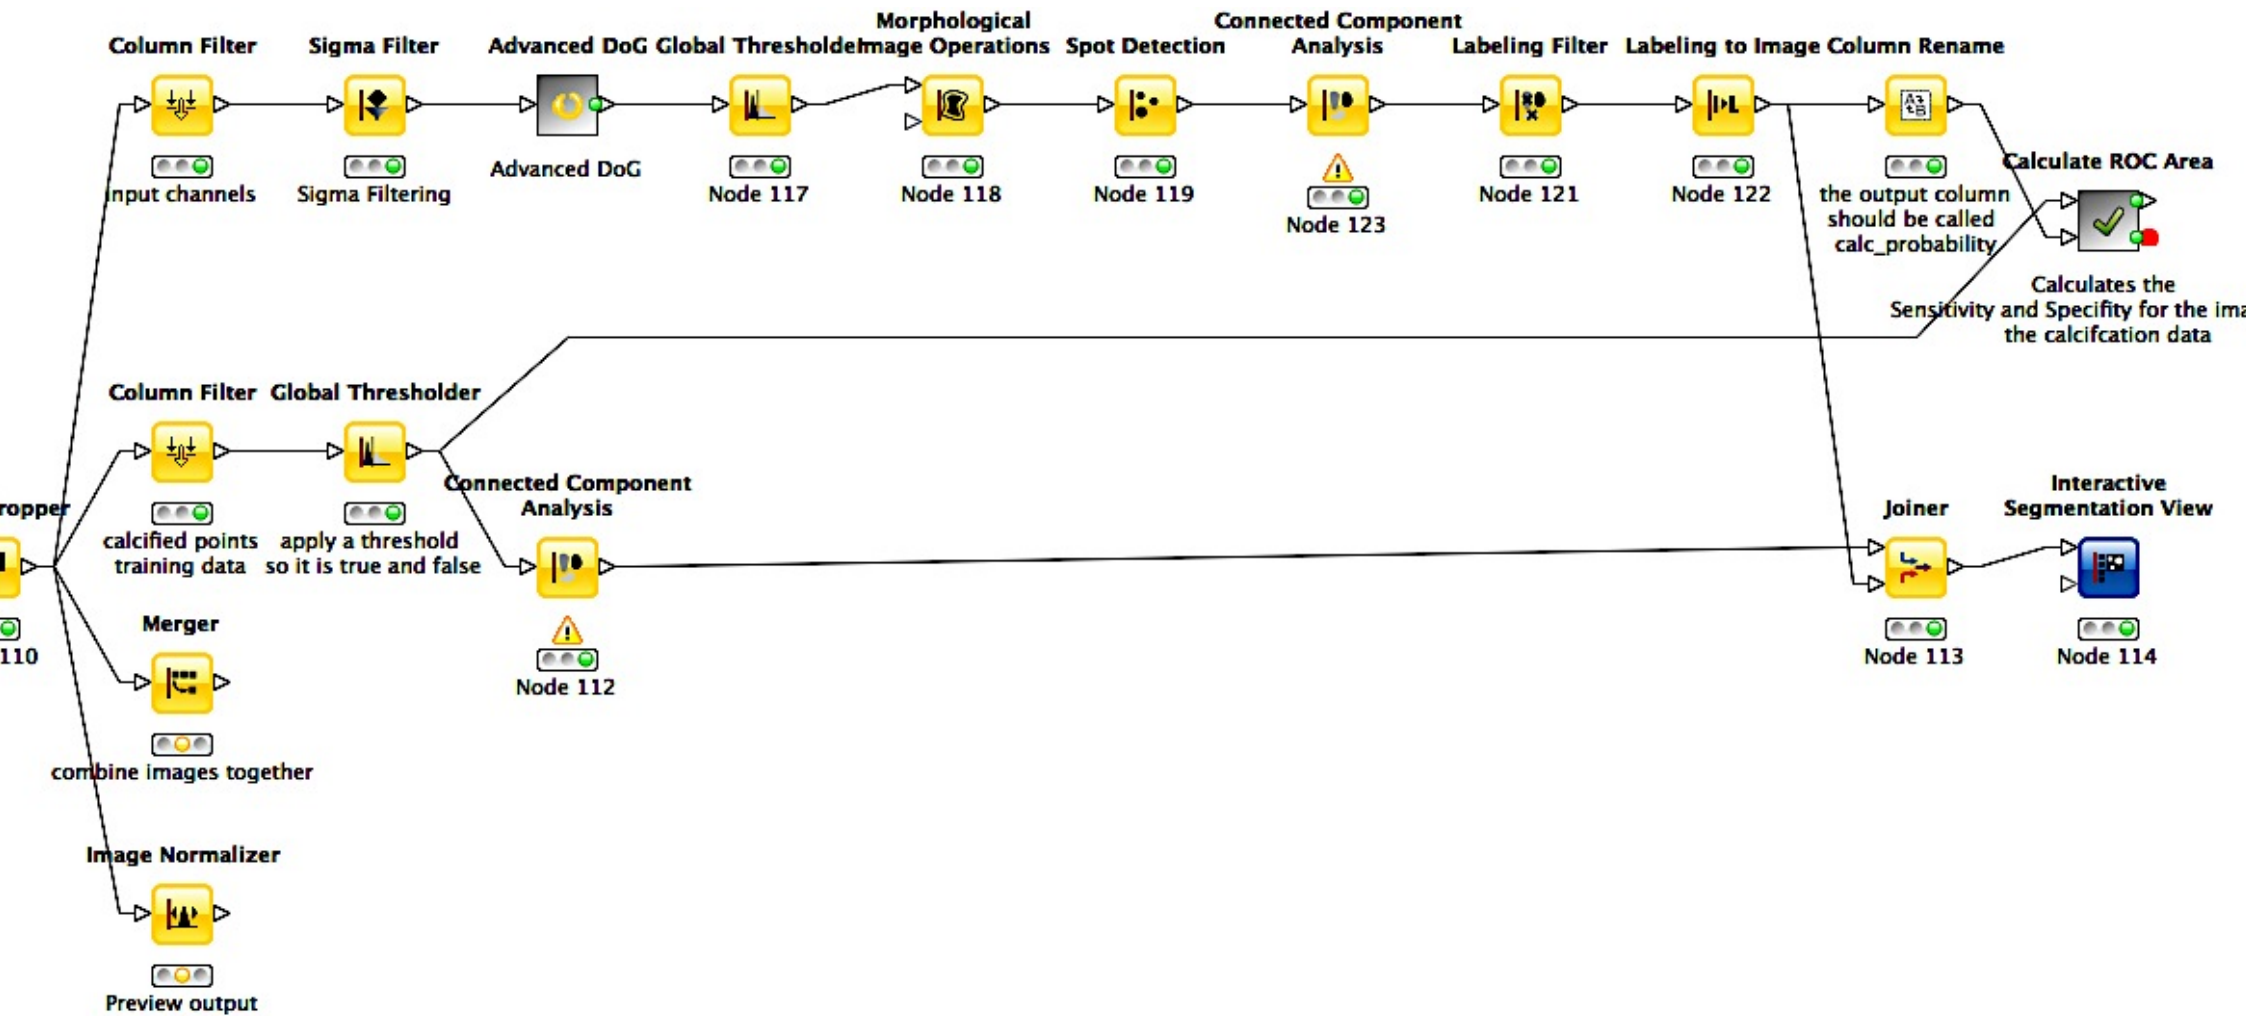 Column Filter
Sigma Filter
Advanced DoG
Global Thresholder
Morphological
Image Operations
Spot Detection
Connected Component
Analysis
Labeling Filter
Labeling to Image
Column Rename
input channels
Sigma Filtering
Advanced DoG
Node 117
Node 118
Node 119
Node 123
Node 121
Node 122
the output column
should be called
calc_probability
Calculate ROC Area
Calculates the
Sensitivity and Specifity for the ima
the calcifcation data
Column Filter
Global Thresholder
calcified points
training data
apply a threshold
so it is true and false
Connected Component
Analysis
Node 112
ropper
110
Joiner
Node 113
Interactive
Segmentation View
Node 114
Merger
combine images together
Image Normalizer
Preview output